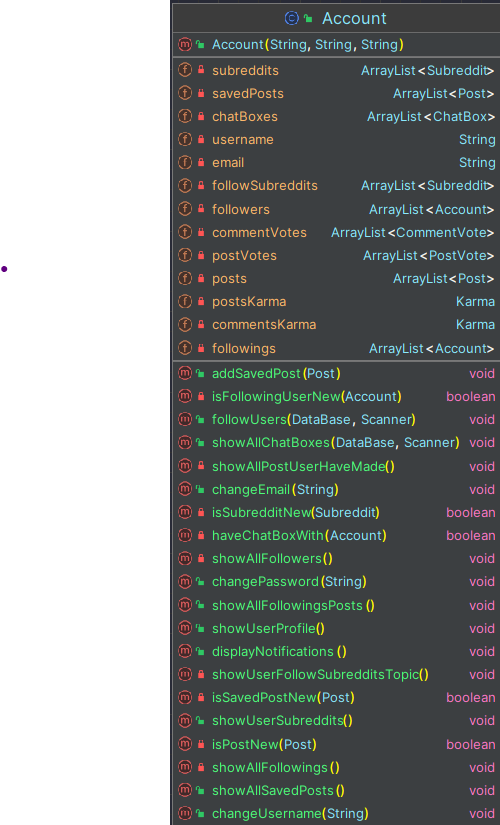 Account
Account(String, String, String)
subreddits ArrayList<Subreddit>
savedPosts ArrayList<Post>
chatBoxes ArrayList<ChatBox>
username String
email String
followSubreddits ArrayList<Subreddit>
followers ArrayList<Account>
commentVotes ArrayList<CommentVote>
postVotes ArrayList<PostVote>
posts ArrayList<Post>
postsKarma Karma
commentsKarma Karma
followings ArrayList<Account>
addSavedPost(Post) void
isFollowingUserNew(Account) boolean
followUsers(DataBase, Scanner) void
showAllChatBoxes(DataBase, Scanner) void
showAllPostUserHaveMade() void
changeEmail(String) void
isSubredditNew(Subreddit) boolean
haveChatBoxWith(Account) boolean
showAllFollowers() void
changePassword(String) void
showAllFollowingsPosts() void
showUserProfile() void
displayNotifications() void
showUserFollowSubredditsTopic() void
isSavedPostNew(Post) boolean
showUserSubreddits() void
isPostNew(Post) boolean
showAllFollowings() void
showAllSavedPosts() void
changeUsername(String) void